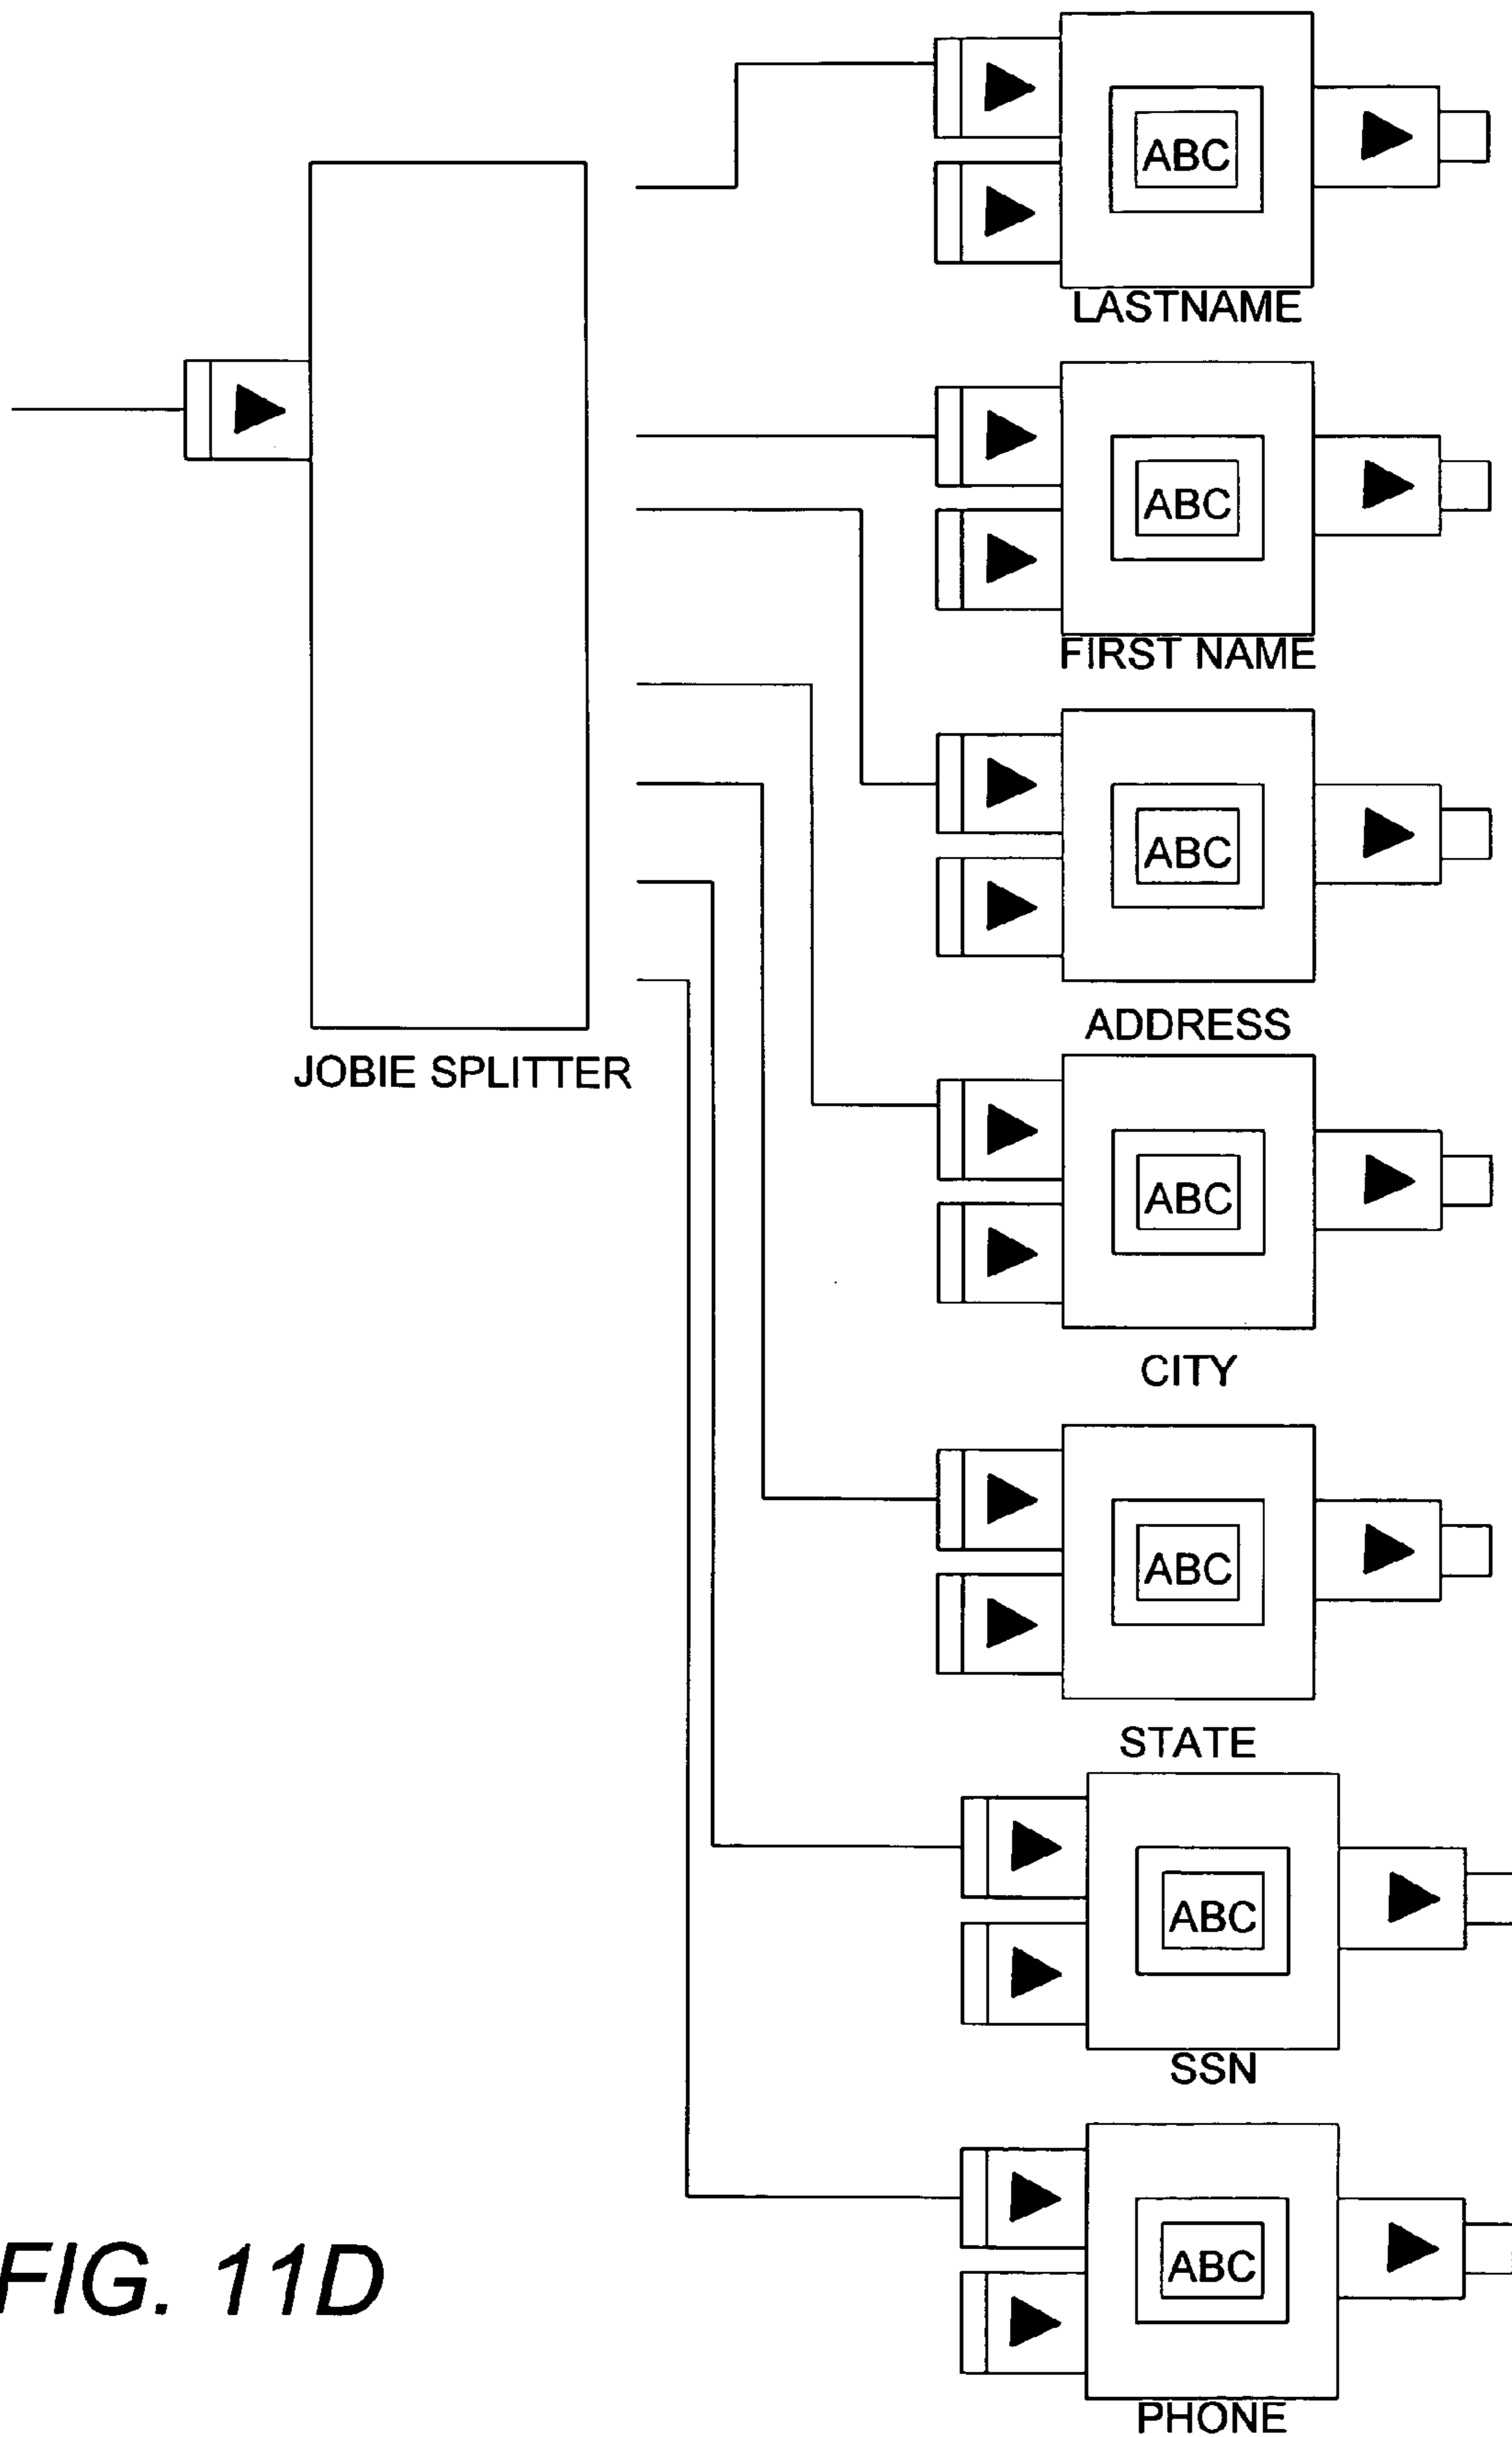 ABC
LASTNAME
ABC
FIRST NAME
ABC
ADDRESS
JOBIE SPLITTER
ABC
CITY
ABC
STATE
ABC
SSN
ABC
PHONE
FIG. 11D